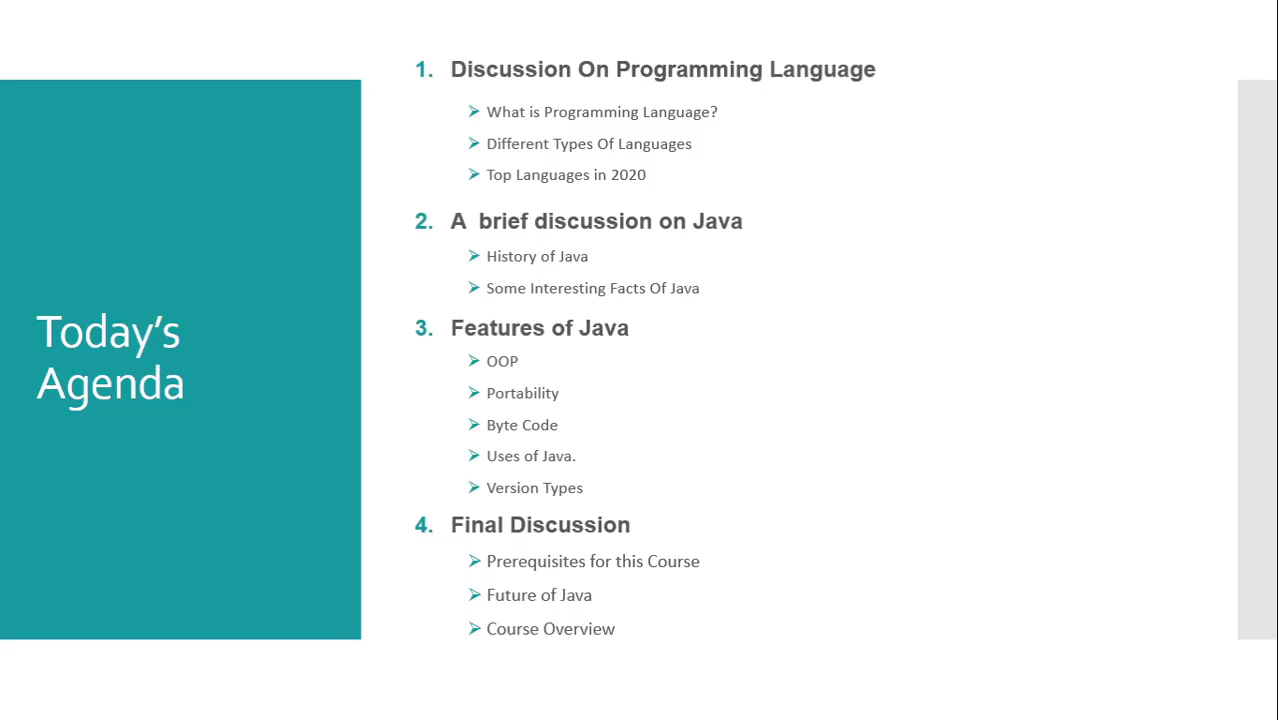 Today’s
Agenda
1. Discussion On Programming Language
➢ What is Programming Language?
➢ Different Types Of Languages
➢ Top Languages in 2020
2. A  brief discussion on Java
➢ History of Java
➢ Some Interesting Facts Of Java
3. Features of Java
➢ OOP
➢ Portability
➢ Byte Code
➢ Uses of Java.
➢ Version Types
4. Final Discussion
➢ Prerequisites for this Course
➢ Future of Java
➢ Course Overview